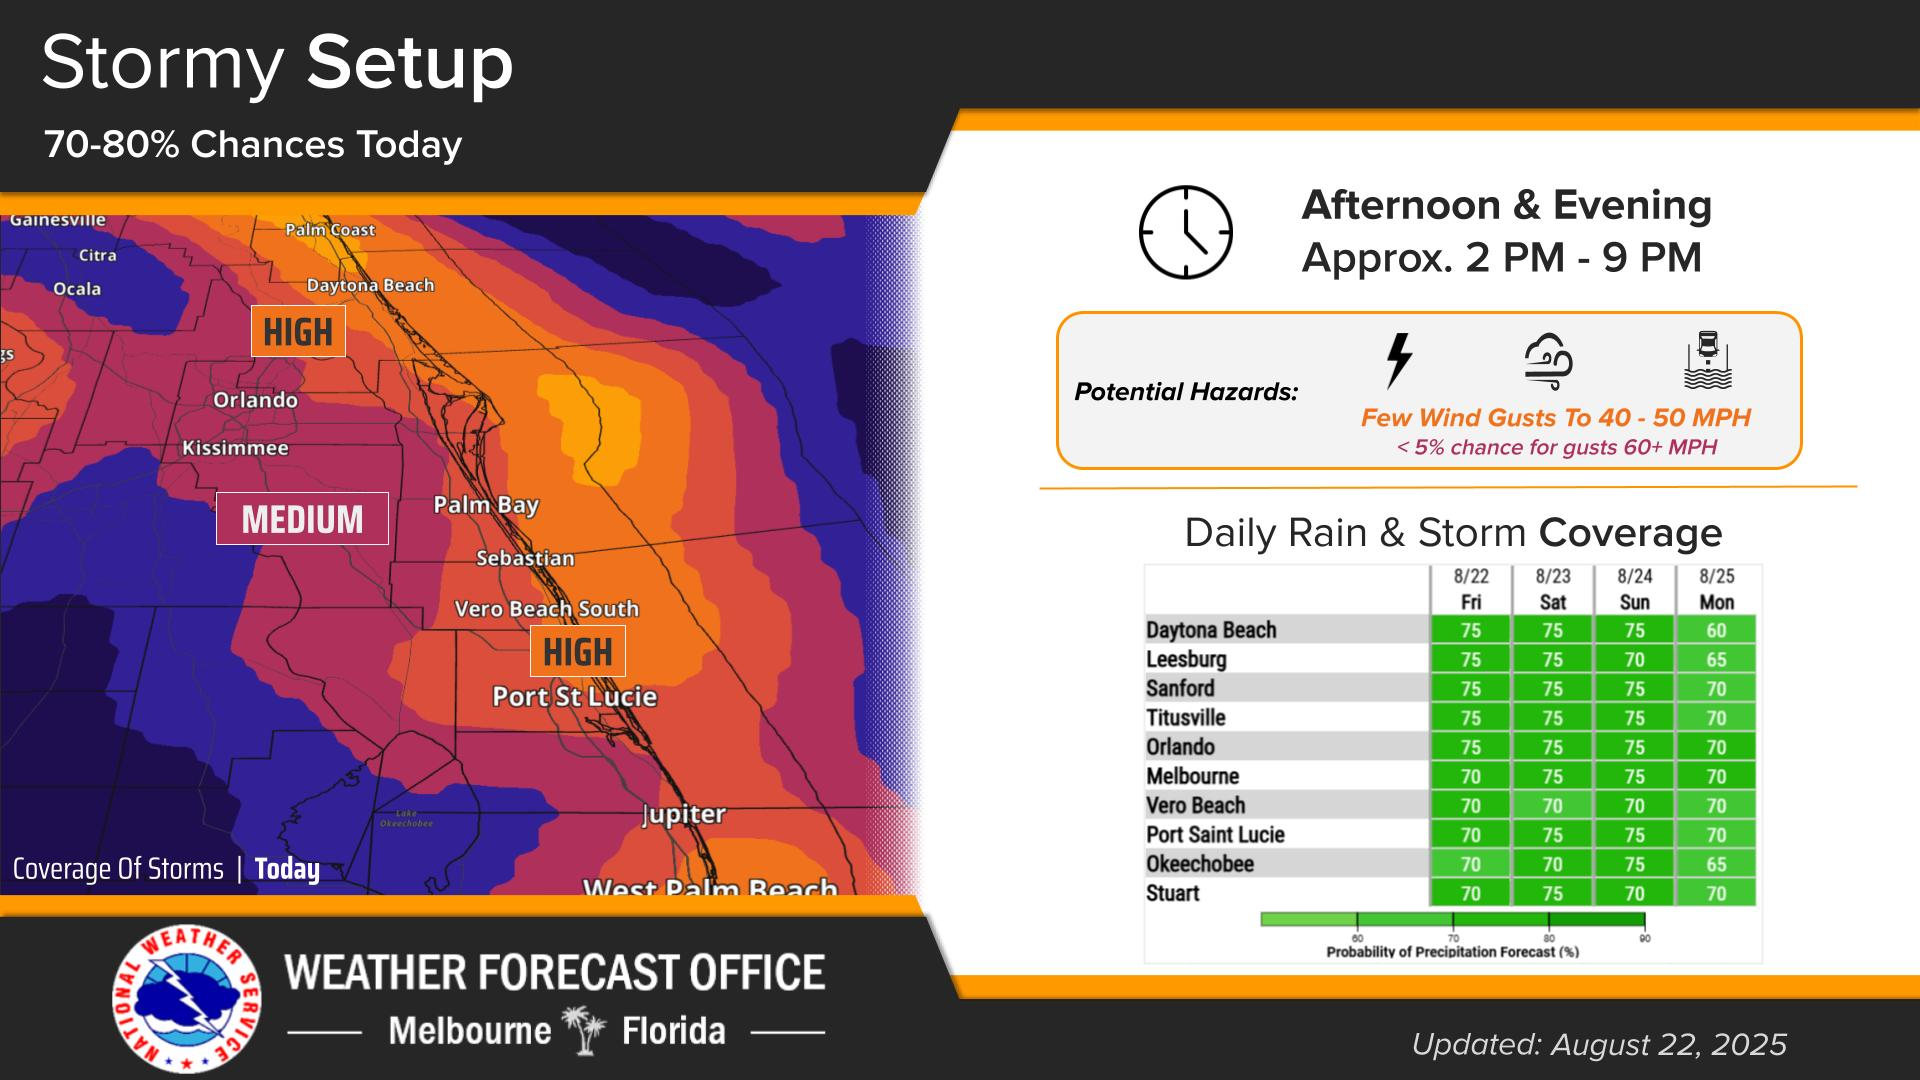 Stormy Setup
70-80% Chances Today
Gainesville
Palm Coast
Citra
Ocala
Daytona Beach
HIGH
gs
Orlando
Kissimmee
MEDIUM
Palm Bay
Sebastian
Vero Beach South
HIGH
Port St Lucie
Lake
Okeechobee
Jupiter
West Palm Beach
Coverage Of Storms | Today
Afternoon & Evening
Approx. 2 PM - 9 PM
Potential Hazards:
Few Wind Gusts To 40 - 50 MPH
< 5% chance for gusts 60+ MPH
Daily Rain & Storm Coverage
8/22 8/23 8/24 8/25
Fri Sat Sun Mon
Daytona Beach 75 75 75 60
Leesburg 75 75 70 65
Sanford 75 75 75 70
Titusville 75 75 75 70
Orlando 75 75 75 70
Melbourne 70 75 75 70
Vero Beach 70 70 70 70
Port Saint Lucie 70 75 75 70
Okeechobee 70 70 75 65
Stuart 70 75 70 70
60 70 80 90
Probability of Precipitation Forecast (%)
NATIONAL WEATHER SERVICE
WEATHER FORECAST OFFICE
Melbourne Florida
Updated: August 22, 2025